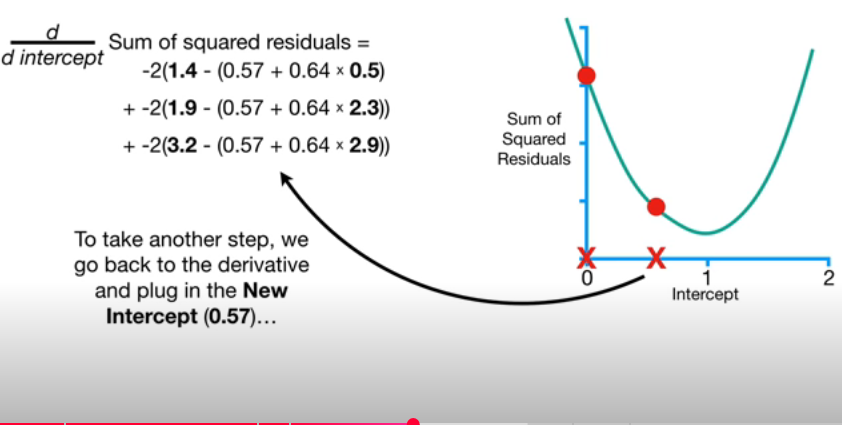 d
d intercept
Sum of squared residuals =
-2(1.4 - (0.57 + 0.64 × 0.5)
+ -2(1.9 - (0.57 + 0.64 × 2.3))
+ -2(3.2 - (0.57 + 0.64 × 2.9))
To take another step, we
go back to the derivative
and plug in the New
Intercept (0.57)…
Sum of
Squared
Residuals
0
1
2
Intercept